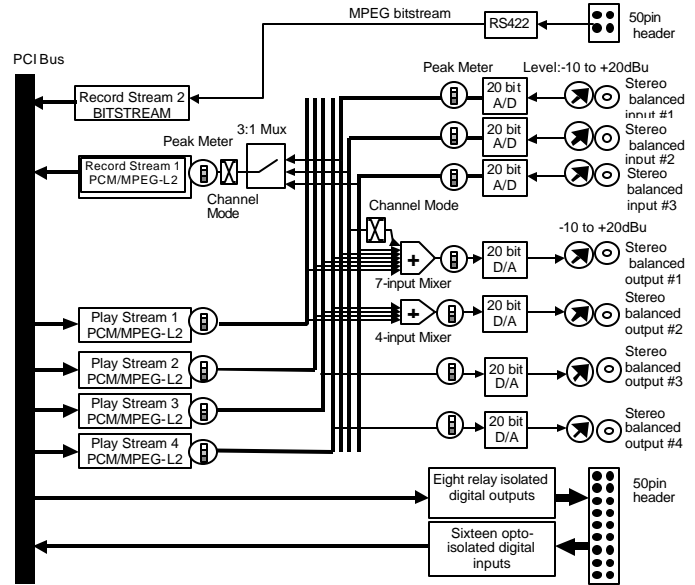 MPEG bitstream
RS422
50pin
header
PCI Bus
Peak Meter
Level:-10 to +20dBu
Record Stream 2
BITSTREAM
20 bit
A/D
Stereo
balanced
input #1
3:1 Mux
Peak Meter
20 bit
A/D
Stereo
balanced
input #2
Record Stream 1
PCM/MPEG-L2
20 bit
A/D
Stereo
balanced
input #3
Channel
Mode
Channel Mode
-10 to +20dBu
20 bit
D/A
Stereo
balanced
output #1
7-input Mixer
Play Stream 1
PCM/MPEG-L2
20 bit
D/A
Stereo
balanced
output #2
4-input Mixer
Play Stream 2
PCM/MPEG-L2
20 bit
D/A
Stereo
balanced
output #3
Play Stream 3
PCM/MPEG-L2
Play Stream 4
PCM/MPEG-L2
20 bit
D/A
Stereo
balanced
output #4
Eight relay isolated
digital outputs
50pin
header
Sixteen opto-
isolated digital
inputs